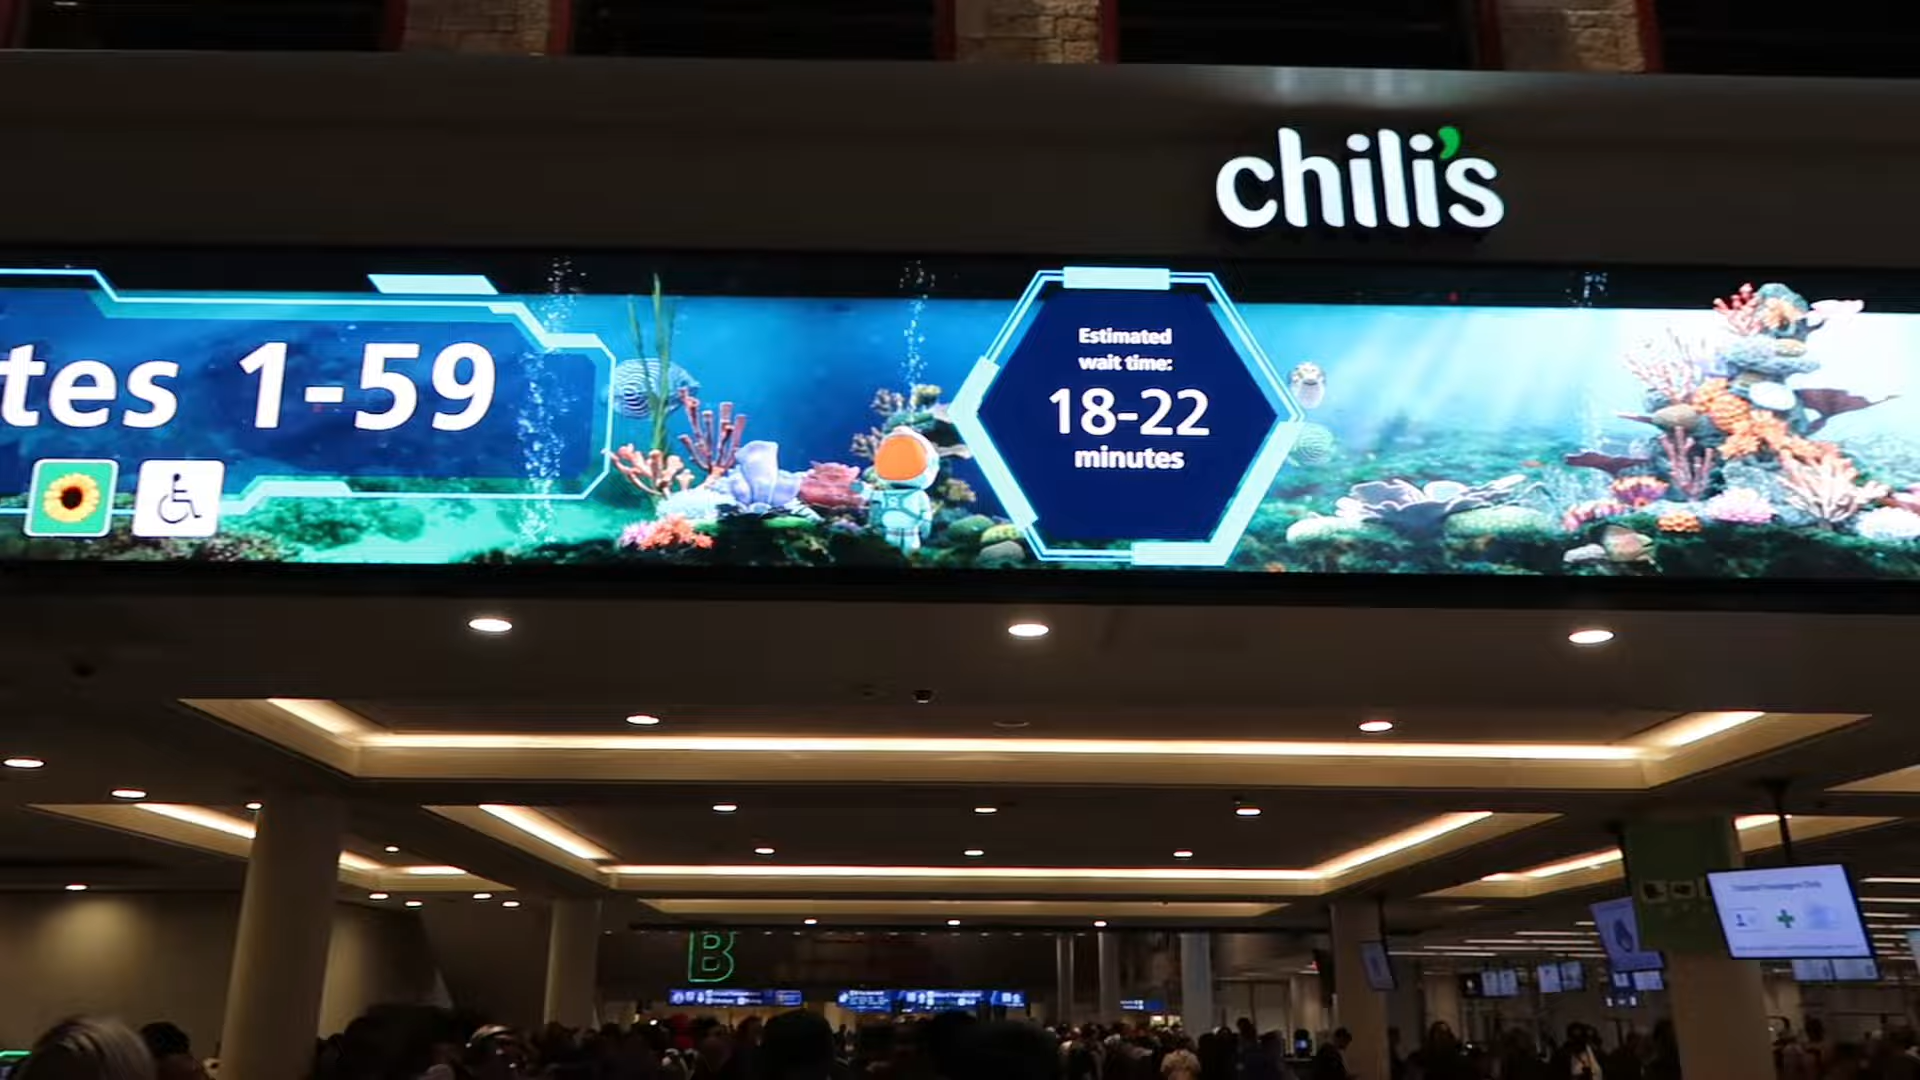 chili's
tes 1-59
Estimated
wait time:
18-22
minutes
B